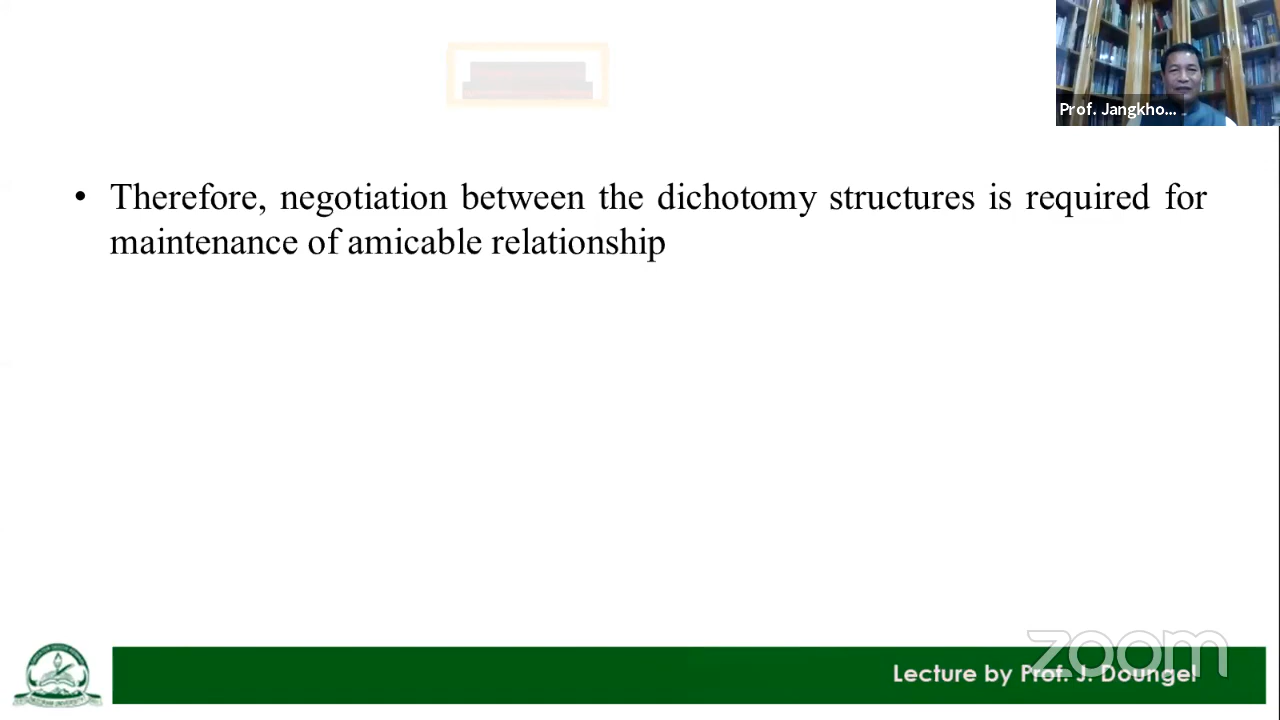 Prof. Jangkho...
• Therefore, negotiation between the dichotomy structures is required for
maintenance of amicable relationship
zoom
Lecture by Prof. J. Doungel